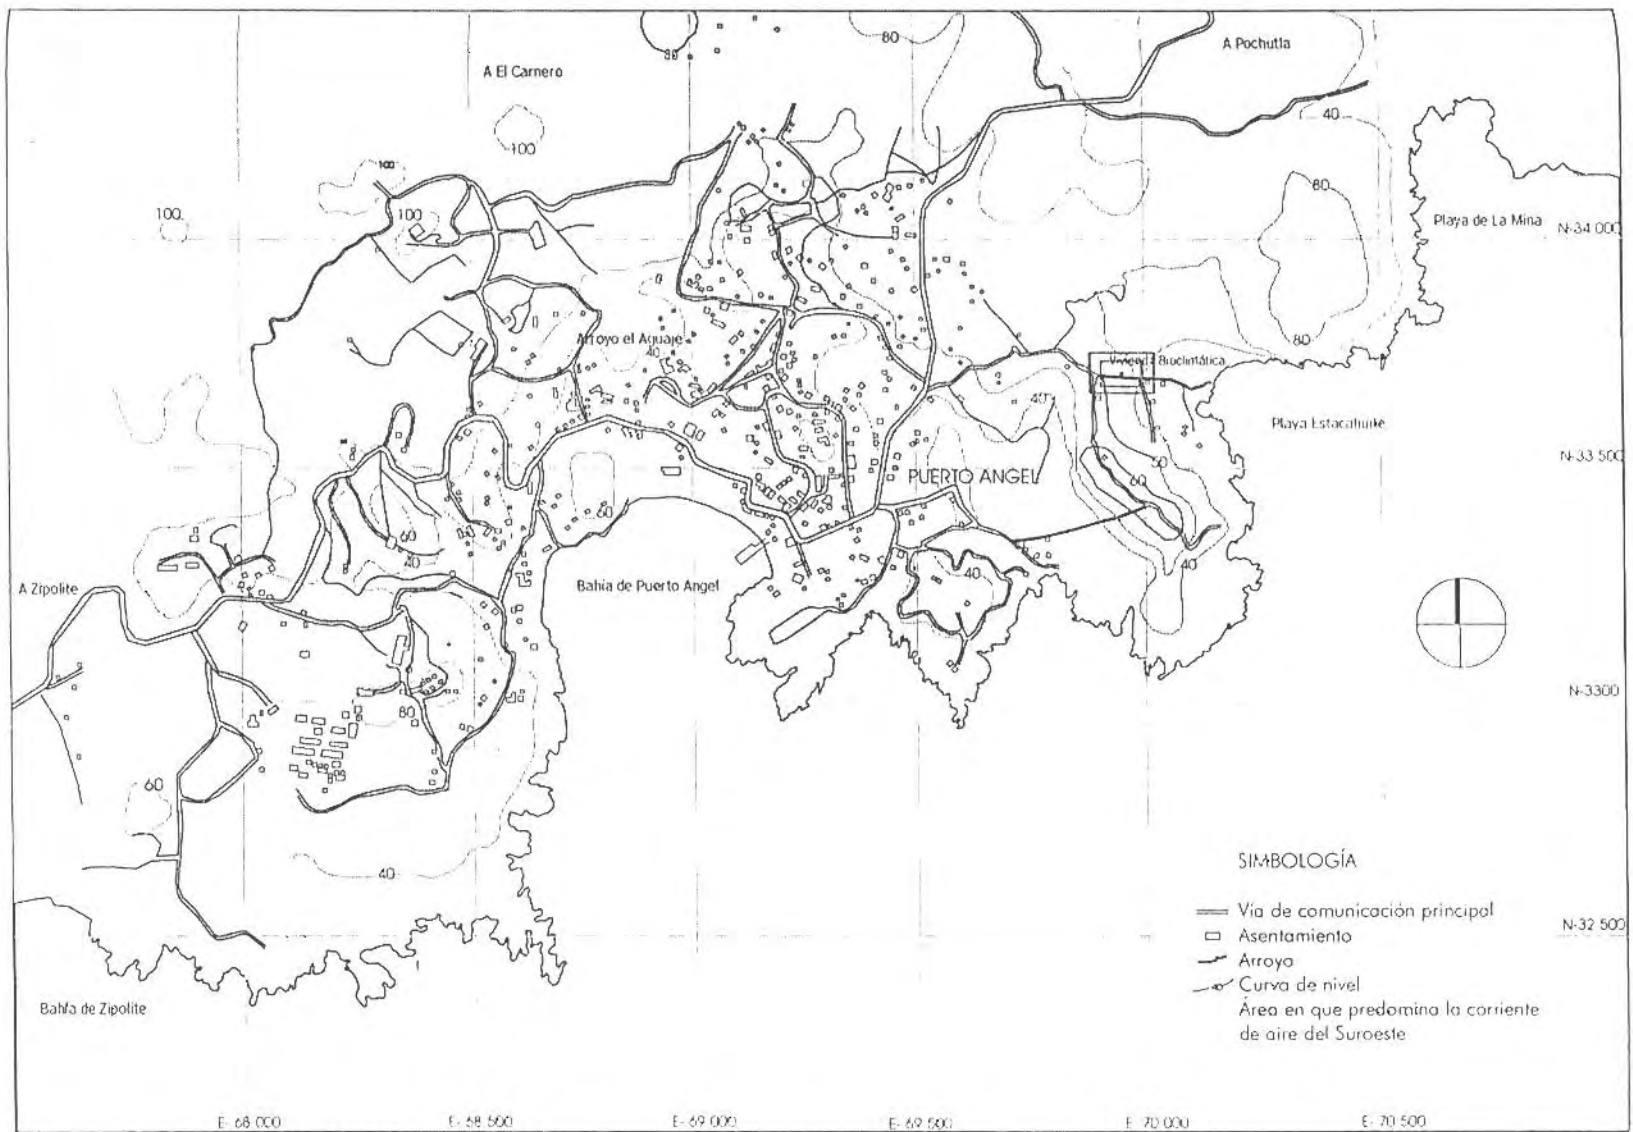 80
A Pochutla
A El Carnero
80
40
100
100
80
100
100
Playa de La Mina
N-34 000
80
Arroyo el Aguaje
40
Vivienda Bioclimática
40
Playa Estacahuite
N-33 500
PUERTO ANGEL
50
60
60
60
40
40
40
A Zipolite
Bahía de Puerto Angel
N-3300
80
60
40
SIMBOLOGÍA
Vía de comunicación principal
Asentamiento
N-32 500
Arroyo
Curva de nivel
Área en que predomina la corriente
de aire del Suroeste
Bahía de Zipolite
E- 68 000
E- 68 500
E- 69 000
E- 69 500
E- 70 000
E- 70 500